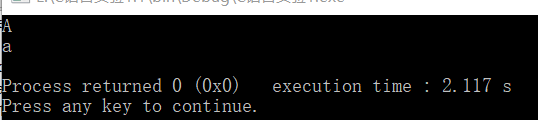 A
a
Process returned 0 (0x0)   execution time : 2.117 s
Press any key to continue.